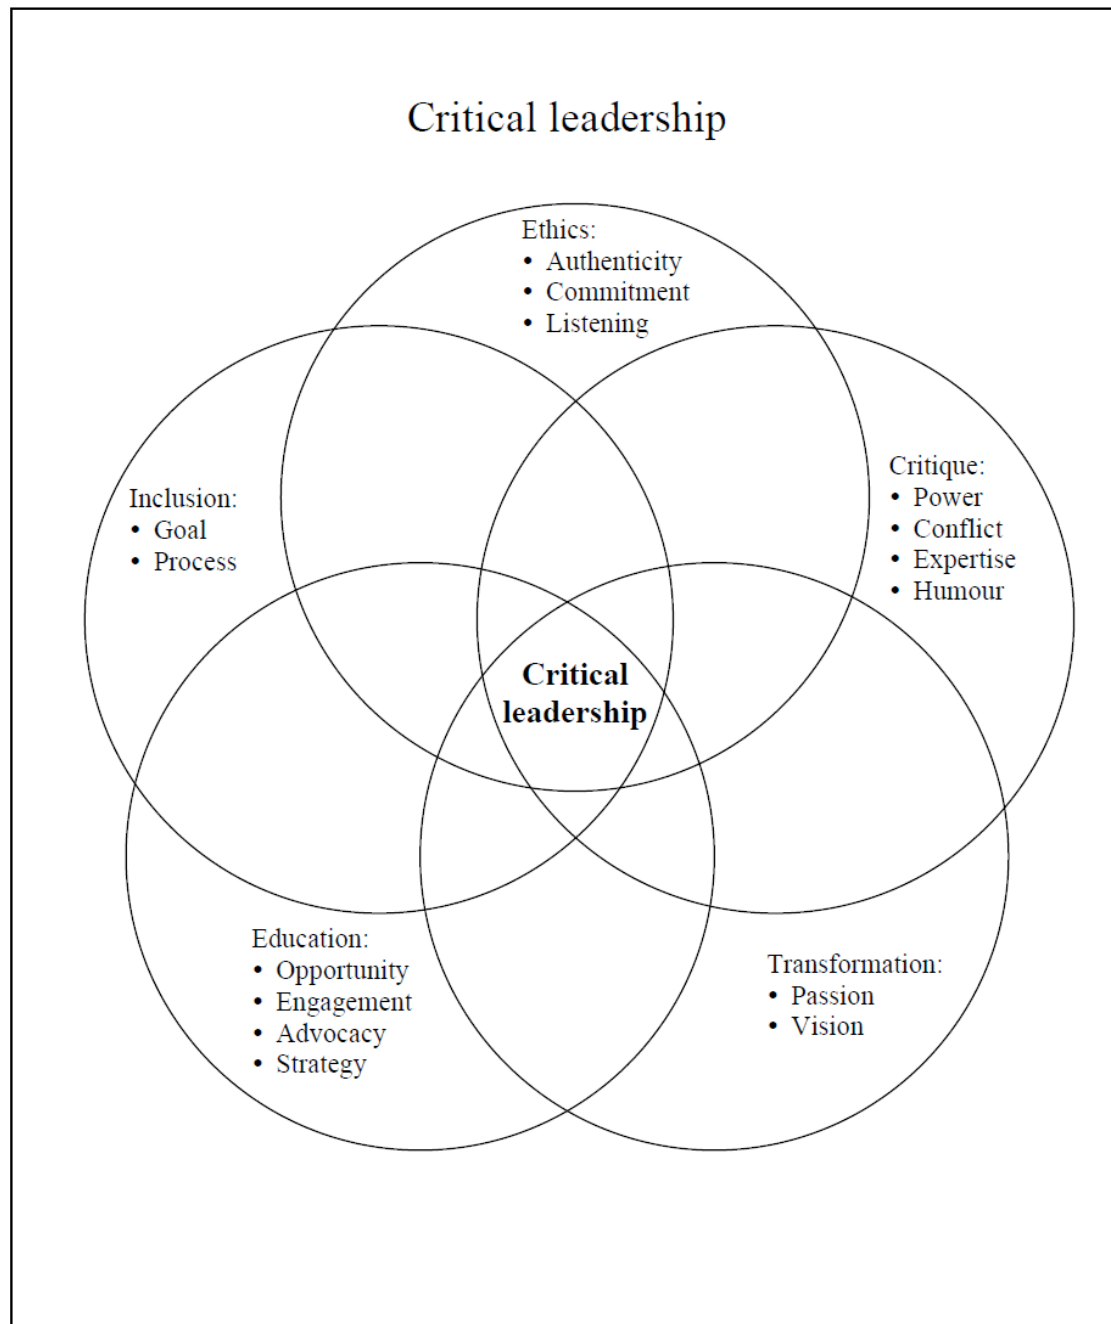 Critical leadership
Ethics:
• Authenticity
• Commitment
• Listening
Critique:
• Power
• Conflict
• Expertise
• Humour
Inclusion:
• Goal
• Process
Critical
leadership
Education:
• Opportunity
• Engagement
• Advocacy
• Strategy
Transformation:
• Passion
• Vision